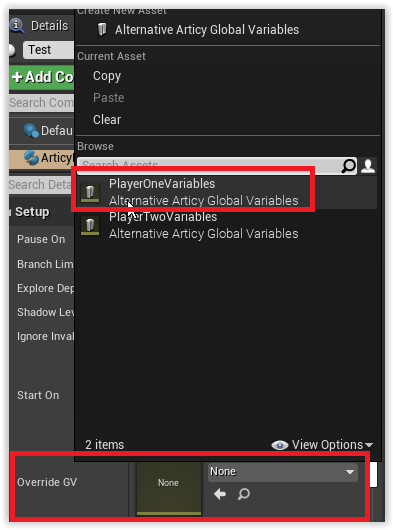 Create New Asset
Details
Alternative Articy Global Variables
Test
Current Asset
+ Add Co
Copy
Search Com
Paste
Defau
Clear
Browse
Articy
Search Assets
Search Deta
PlayerOneVariables
Alternative Articy Global Variables
Setup
PlayerTwoVariables
Alternative Articy Global Variables
Pause On
Branch Lim
Explore Dep
Shadow Lev
Ignore Inval
Start On
2 items
View Options
Override GV
None
None